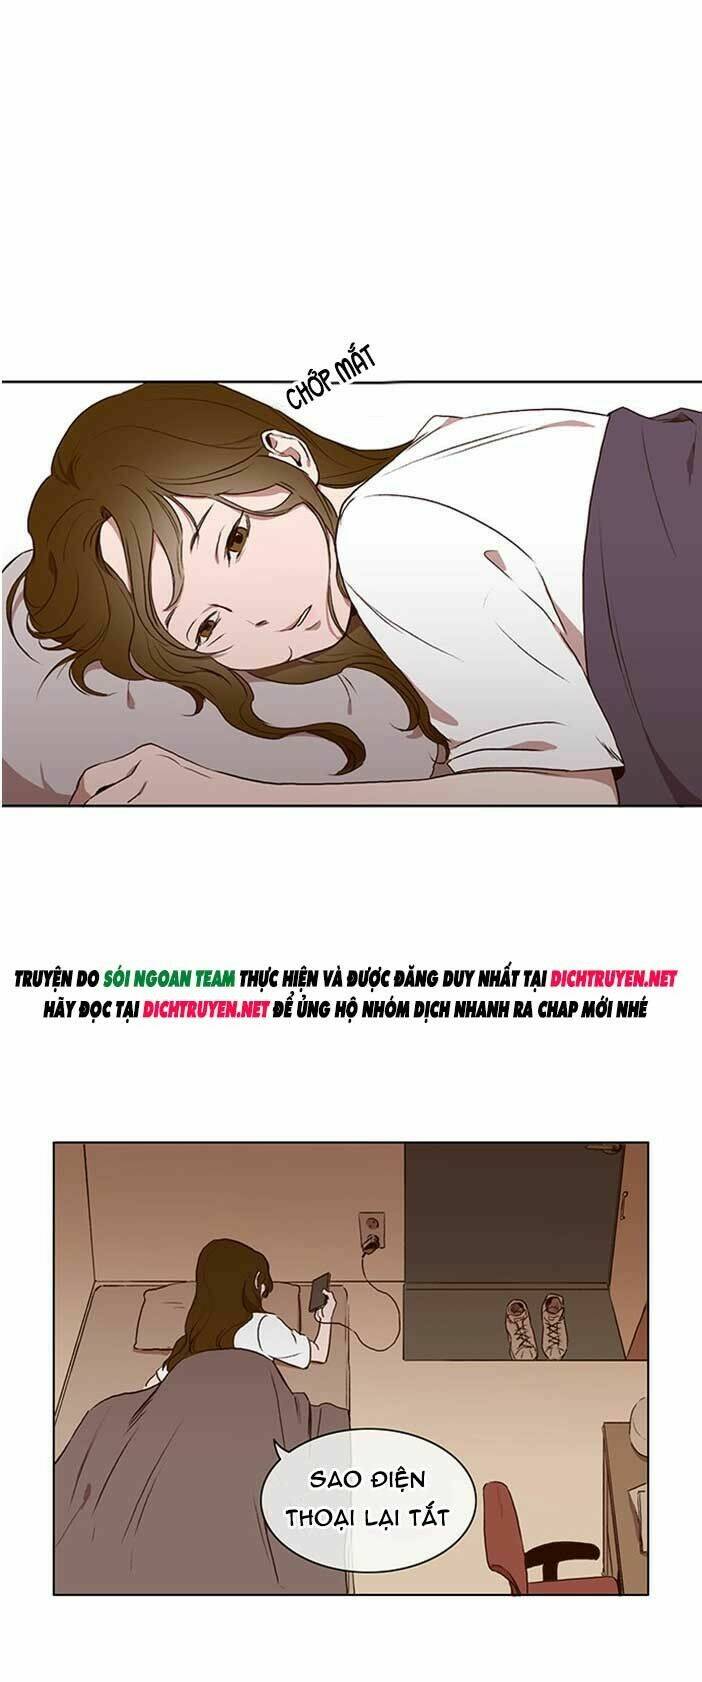 CHỚP MẮT
TRUYỆN DO SÓI NGOAN TEAM THỰC HIỆN VÀ ĐƯỢC ĐĂNG DUY NHẤT TẠI DICHTRUYEN.NET
HÃY ĐỌC TẠI DICHTRUYEN.NET ĐỂ ỦNG HỘ NHÓM DỊCH NHANH RA CHAP MỚI NHÉ
SAO ĐIỆN
THOẠI LẠI TẮT